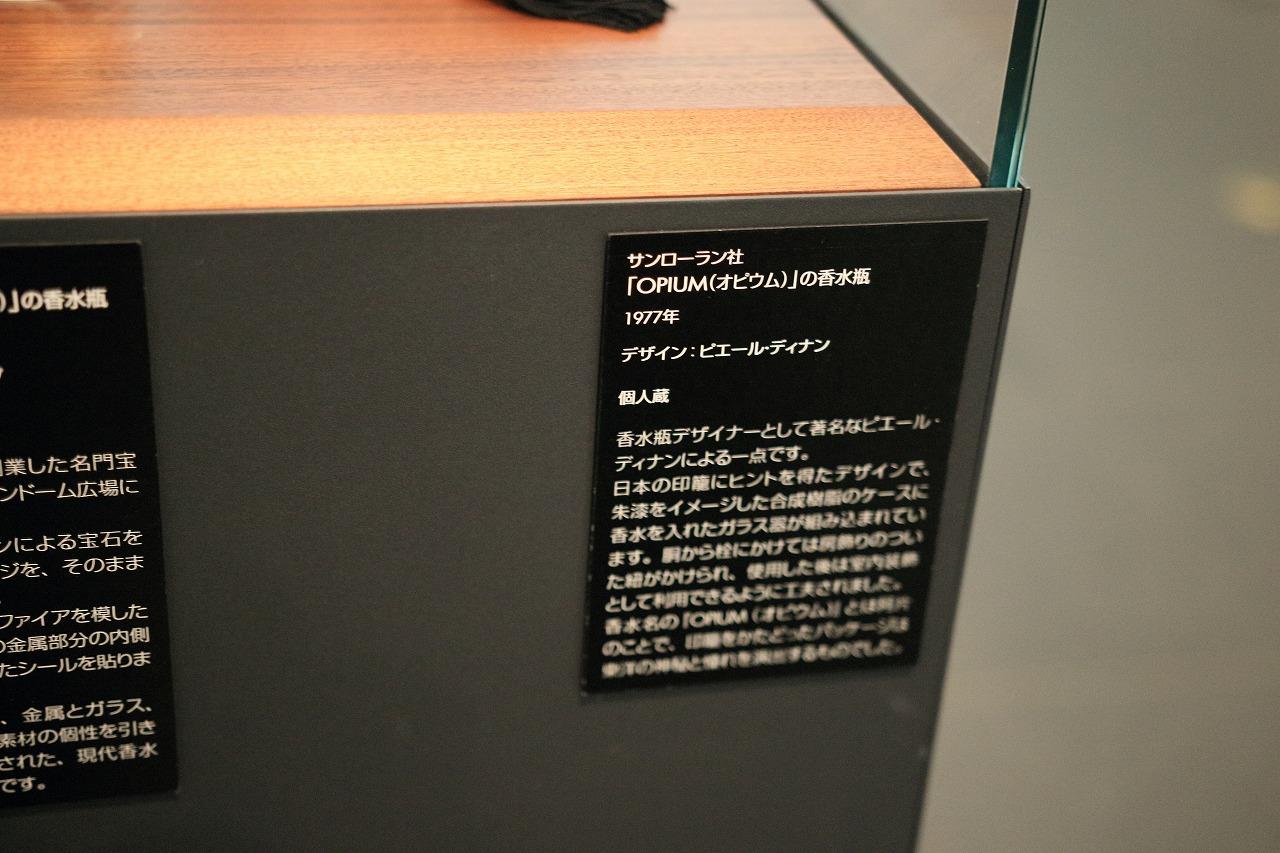 )」の香水瓶
業した名門宝
ンドーム広場に
ンによる宝石を
ジを、そのまま
ファイアを模した
の金属部分の内側
たシールを貼りま
、金属とガラス、
素材の個性を引き
された、現代香水
です。
サンローラン社
「OPIUM(オピウム)」の香水瓶
1977年
デザイン:ピエール・ディナン
個人蔵
香水瓶デザイナーとして著名なピエール・
ディナンによる一点です。
日本の印籠にヒントを得たデザインで、
朱漆をイメージした合成樹脂のケースに
香水を入れたガラス器が組み込まれてい
ます。胴から栓にかけては房飾りのつい
た紐がかけられ、使用した後は室内装飾
として利用できるように工夫されました。
香水名の「OPIUM(オピウム)」とは阿片
のことで、印籠をかたどったパッケージは
東洋の神秘と憧れを演出するものでした。